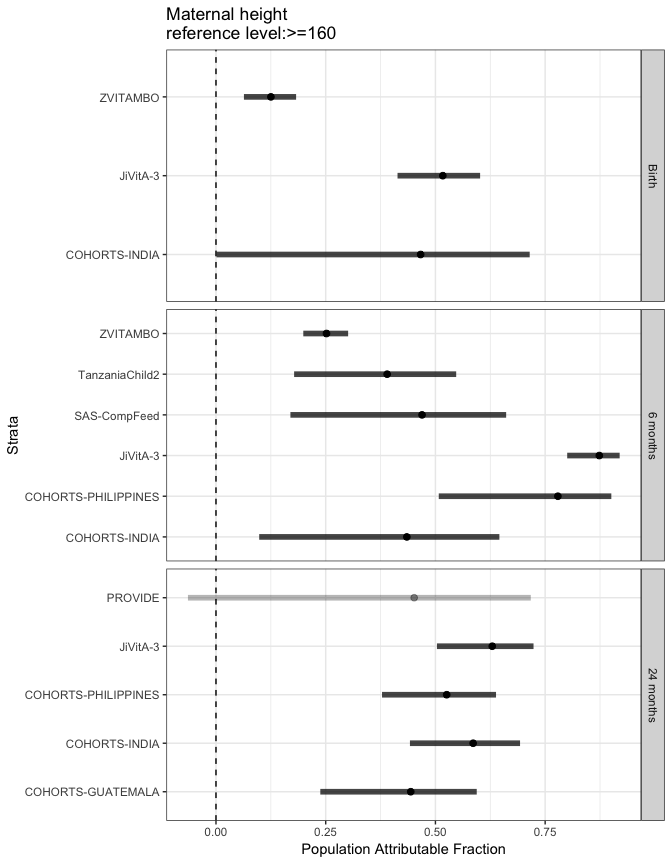 Maternal height
reference level:>=160
ZVITAMBO
JiVitA-3
COHORTS-INDIA
Birth
ZVITAMBO
TanzaniaChild2
SAS-CompFeed
JiVitA-3
COHORTS-PHILIPPINES
COHORTS-INDIA
6 months
PROVIDE
JiVitA-3
COHORTS-PHILIPPINES
COHORTS-INDIA
COHORTS-GUATEMALA
24 months
Strata
0.00 0.25 0.50 0.75
Population Attributable Fraction